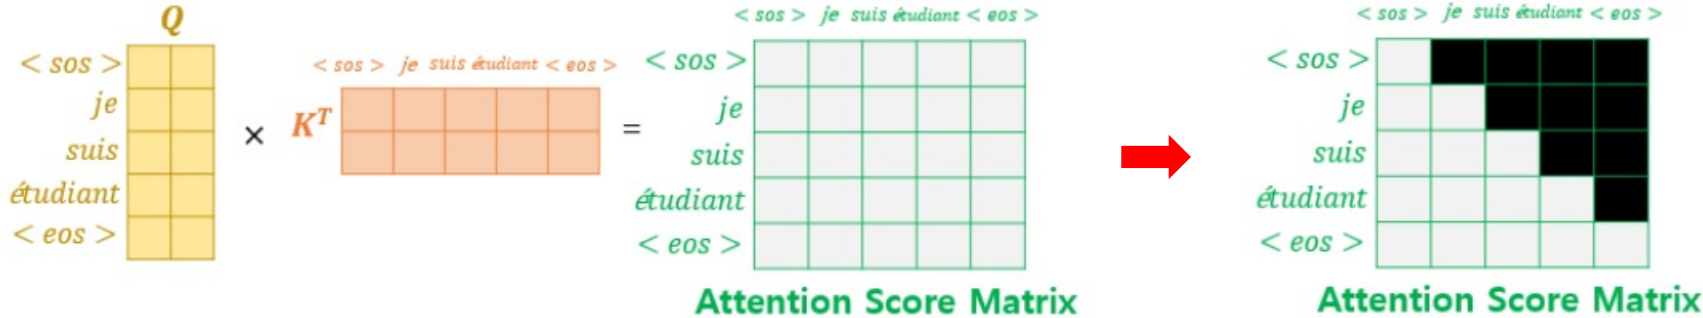 Q
< sos >
je
suis
étudiant
< eos >
×
< sos > je suis étudiant < eos >
K^T
=
< sos > je suis étudiant < eos >
< sos >
je
suis
étudiant
< eos >
Attention Score Matrix
< sos > je suis étudiant < eos >
< sos >
je
suis
étudiant
< eos >
Attention Score Matrix